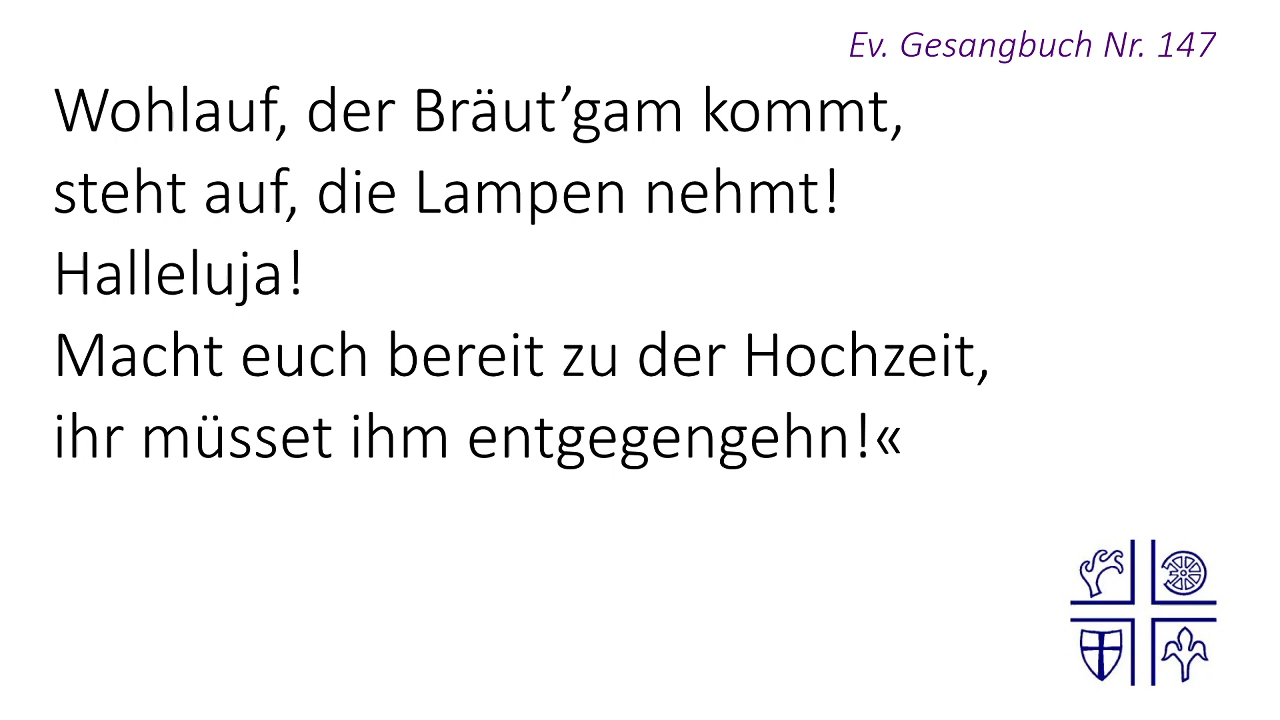 Ev. Gesangbuch Nr. 147
Wohlauf, der Bräut’gam kommt,
steht auf, die Lampen nehmt!
Halleluja!
Macht euch bereit zu der Hochzeit,
ihr müsset ihm entgegengehn!«